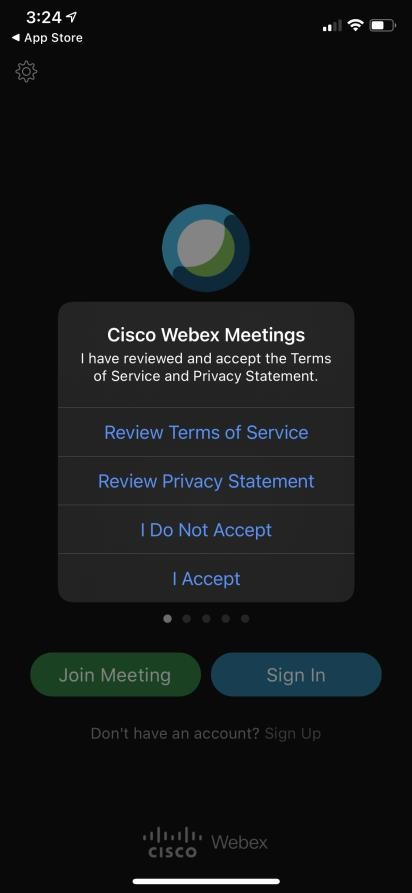 3:24
App Store
Cisco Webex Meetings
I have reviewed and accept the Terms
of Service and Privacy Statement.
Review Terms of Service
Review Privacy Statement
I Do Not Accept
I Accept
Join Meeting
Sign In
Don't have an account? Sign Up
CISCO Webex